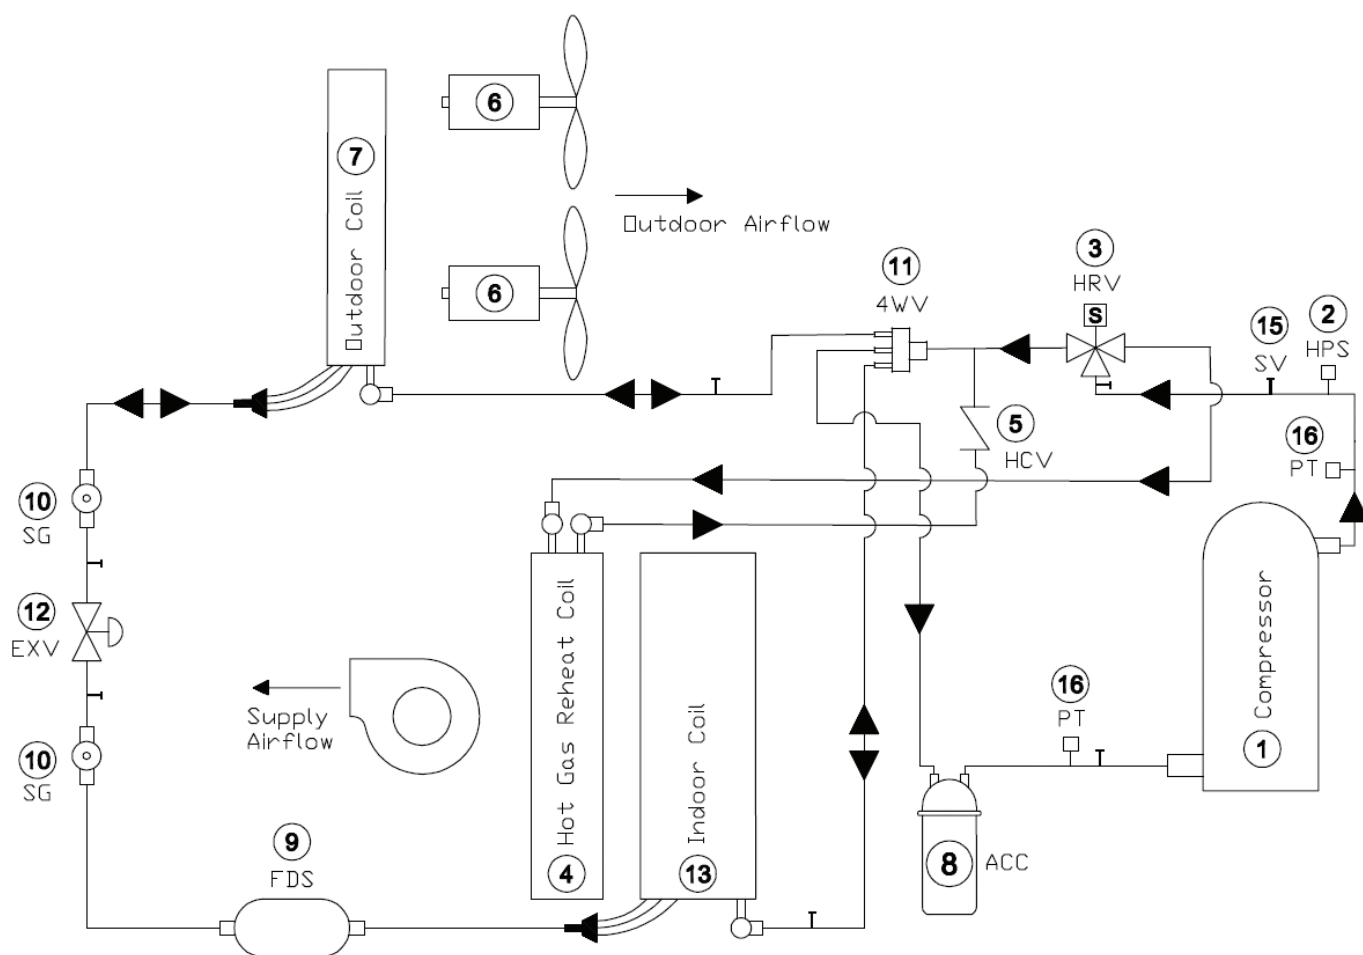 6
7
Outdoor Coil
Outdoor Airflow
6
11
4WV
3
HRV
S
15
SV
2
HPS
5
HCV
16
PT
10
SG
12
EXV
Supply
Airflow
10
SG
9
FDS
Hot Gas Reheat Coil
4
Indoor Coil
13
16
PT
8
ACC
Compressor
1